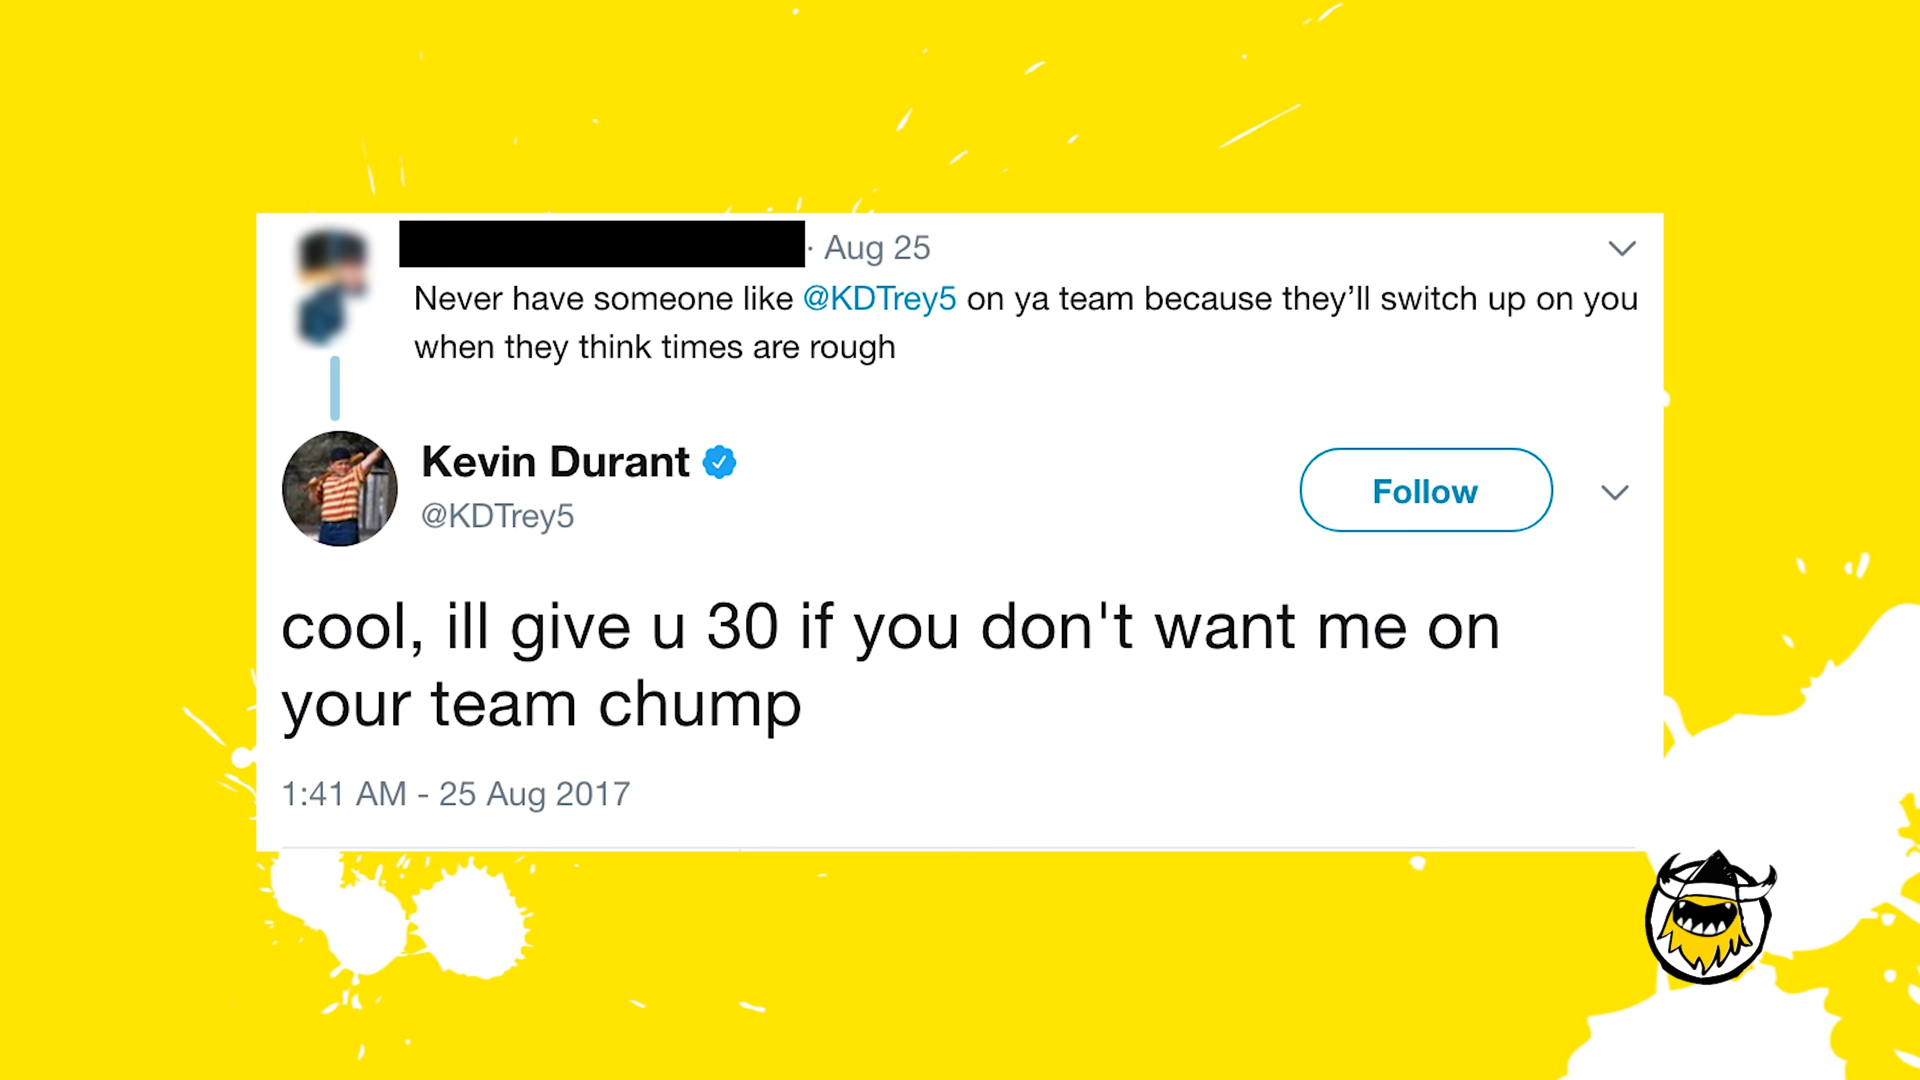 · Aug 25
Never have someone like @KDTrey5 on ya team because they’ll switch up on you
when they think times are rough
Kevin Durant
@KDTrey5
Follow
cool, ill give u 30 if you don't want me on
your team chump
1:41 AM - 25 Aug 2017